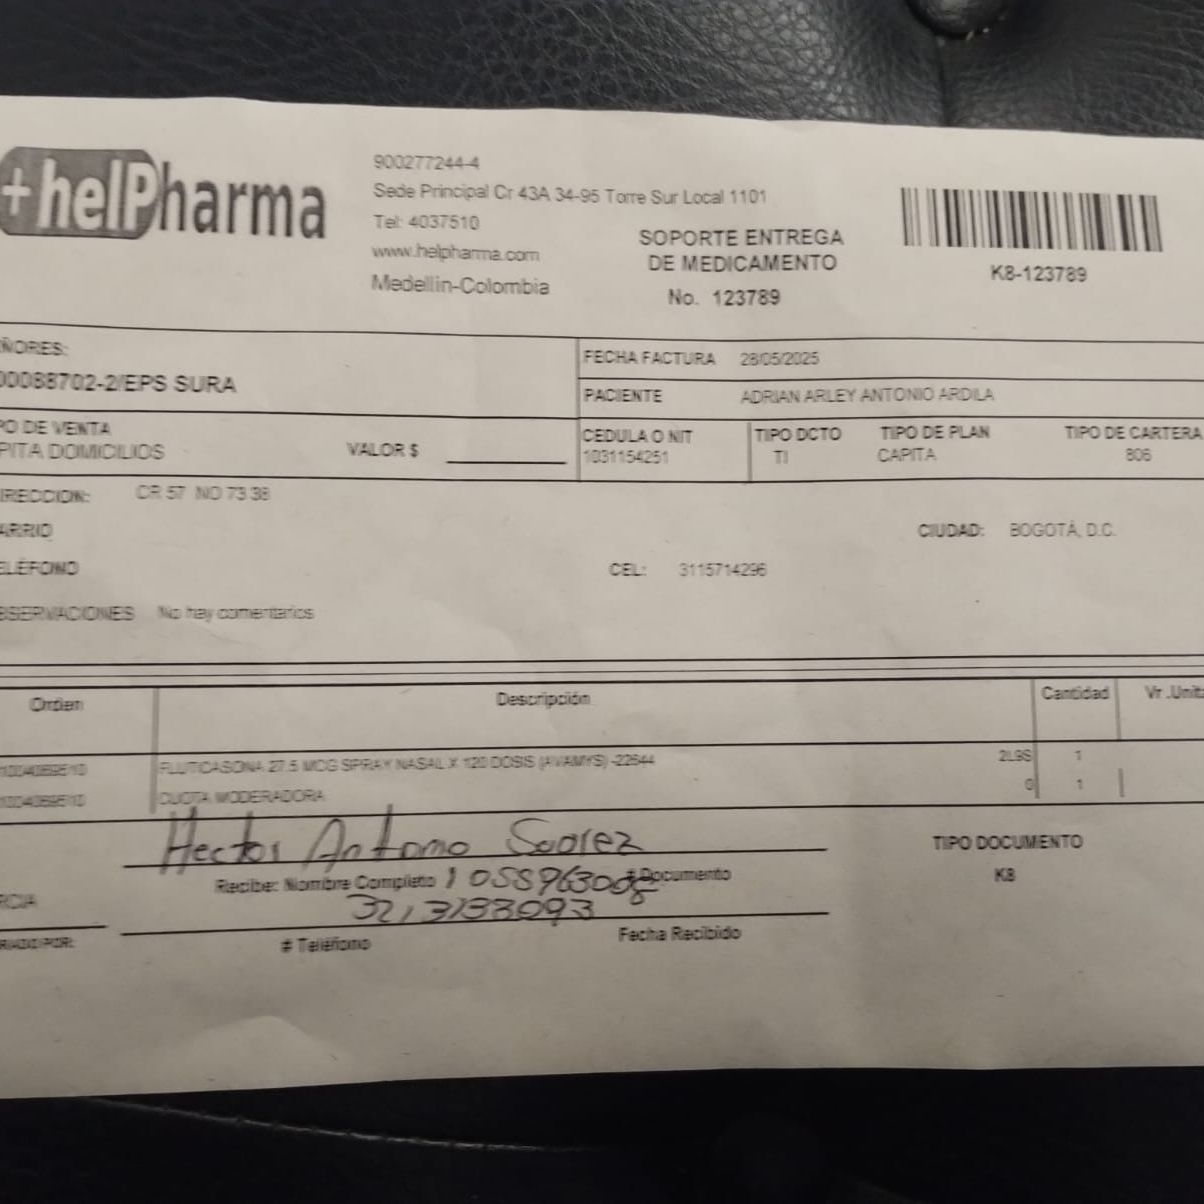 +helPharma
900277244-4
Sede Principal Cr 43A 34-95 Torre Sur Local 1101
Tel: 4037510
www.helpharma.com
Medellin-Colombia
SOPORTE ENTREGA
DE MEDICAMENTO
No. 123789
K8-123789
ÑORES:
00088702-2/EPS SURA
FECHA FACTURA 28/05/2025
PACIENTE ADRIAN ARLEY ANTONIO ARDILA
PO DE VENTA
PITA DOMICILIOS VALOR $
CEDULA O NIT TIPO DCTO TIPO DE PLAN TIPO DE CARTERA
1031154251 TI CAPITA 806
IRECCION: CR 57 NO 73 38
ARRIO CIUDAD: BOGOTÁ, D.C.
ELÉFONO CEL: 3115714296
BSERVACIONES No hay comentarios
Orden Descripción Cantidad Vr .Unita
FLUTICASONA 27.5 MCG SPRAY NASAL X 120 DOSIS (AVAMYS) -22644 1
CUOTA MODERADORA 0 1
Hector Antonio Suarez
TIPO DOCUMENTO
Recibe: Nombre Completo 1055963008 # Documento K8
RCIA 3213193093
# Teléfono Fecha Recibido